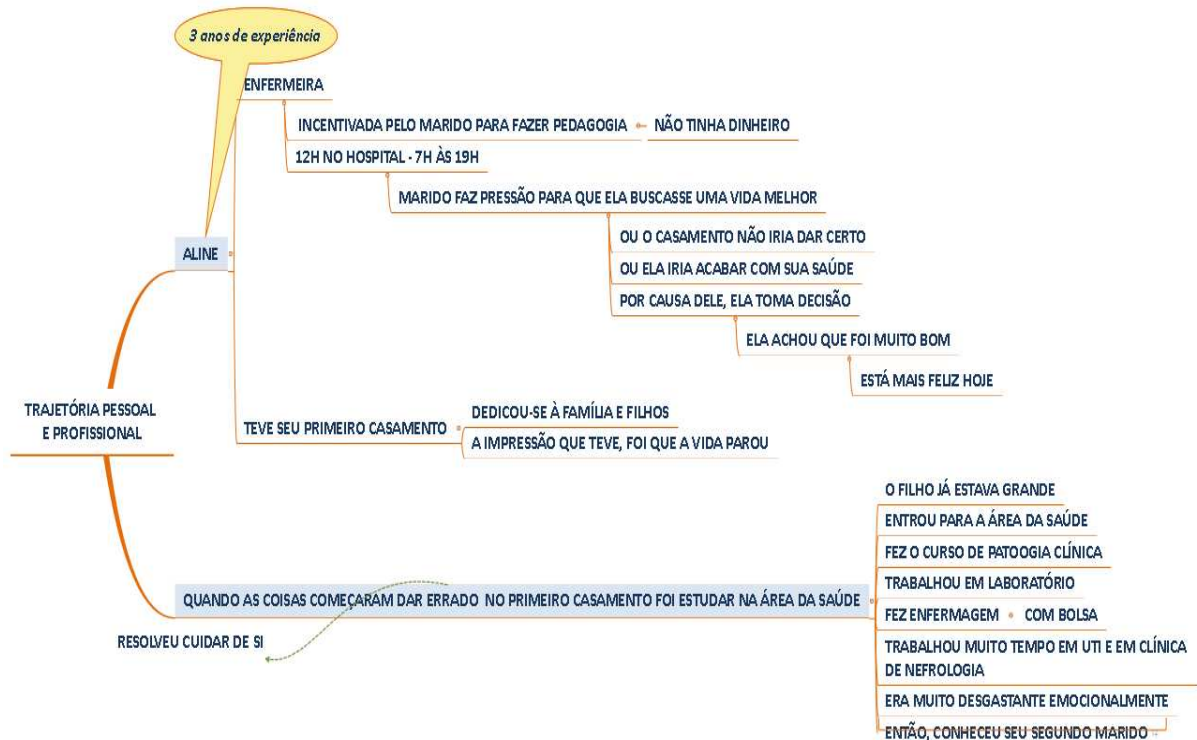 3 anos de experiência
ENFERMEIRA
INCENTIVADA PELO MARIDO PARA FAZER PEDAGOGIA
NÃO TINHA DINHEIRO
12H NO HOSPITAL - 7H ÀS 19H
MARIDO FAZ PRESSÃO PARA QUE ELA BUSCASSE UMA VIDA MELHOR
OU O CASAMENTO NÃO IRIA DAR CERTO
OU ELA IRIA ACABAR COM SUA SAÚDE
POR CAUSA DELE, ELA TOMA DECISÃO
ELA ACHOU QUE FOI MUITO BOM
ESTÁ MAIS FELIZ HOJE
ALINE
TEVE SEU PRIMEIRO CASAMENTO
DEDICOU-SE À FAMÍLIA E FILHOS
A IMPRESSÃO QUE TEVE, FOI QUE A VIDA PAROU
TRAJETÓRIA PESSOAL
E PROFISSIONAL
QUANDO AS COISAS COMEÇARAM DAR ERRADO NO PRIMEIRO CASAMENTO FOI ESTUDAR NA ÁREA DA SAÚDE
O FILHO JÁ ESTAVA GRANDE
ENTROU PARA A ÁREA DA SAÚDE
FEZ O CURSO DE PATOOGIA CLÍNICA
TRABALHOU EM LABORATÓRIO
FEZ ENFERMAGEM
COM BOLSA
TRABALHOU MUITO TEMPO EM UTI E EM CLÍNICA
DE NEFROLOGIA
ERA MUITO DESGASTANTE EMOCIONALMENTE
ENTÃO, CONHECEU SEU SEGUNDO MARIDO
RESOLVEU CUIDAR DE SI